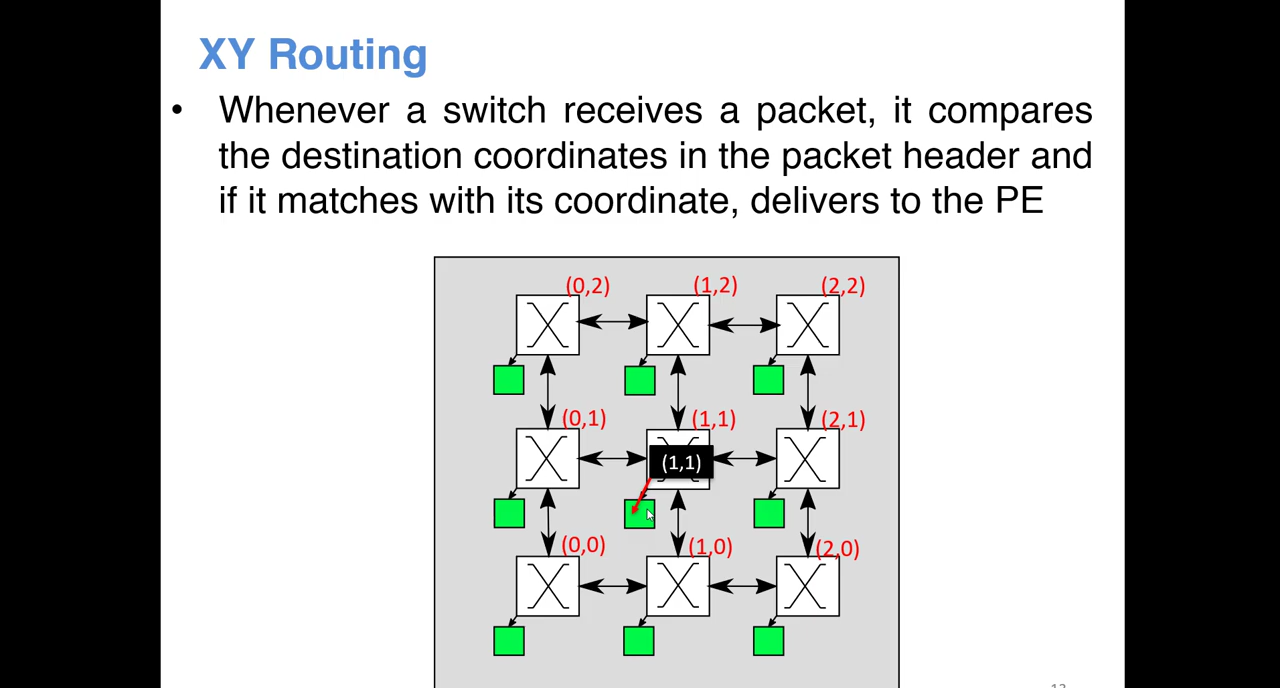 XY Routing
• Whenever a switch receives a packet, it compares
the destination coordinates in the packet header and
if it matches with its coordinate, delivers to the PE
(0,2) (1,2) (2,2)
(0,1) (1,1) (2,1)
(1,1)
(0,0) (1,0) (2,0)